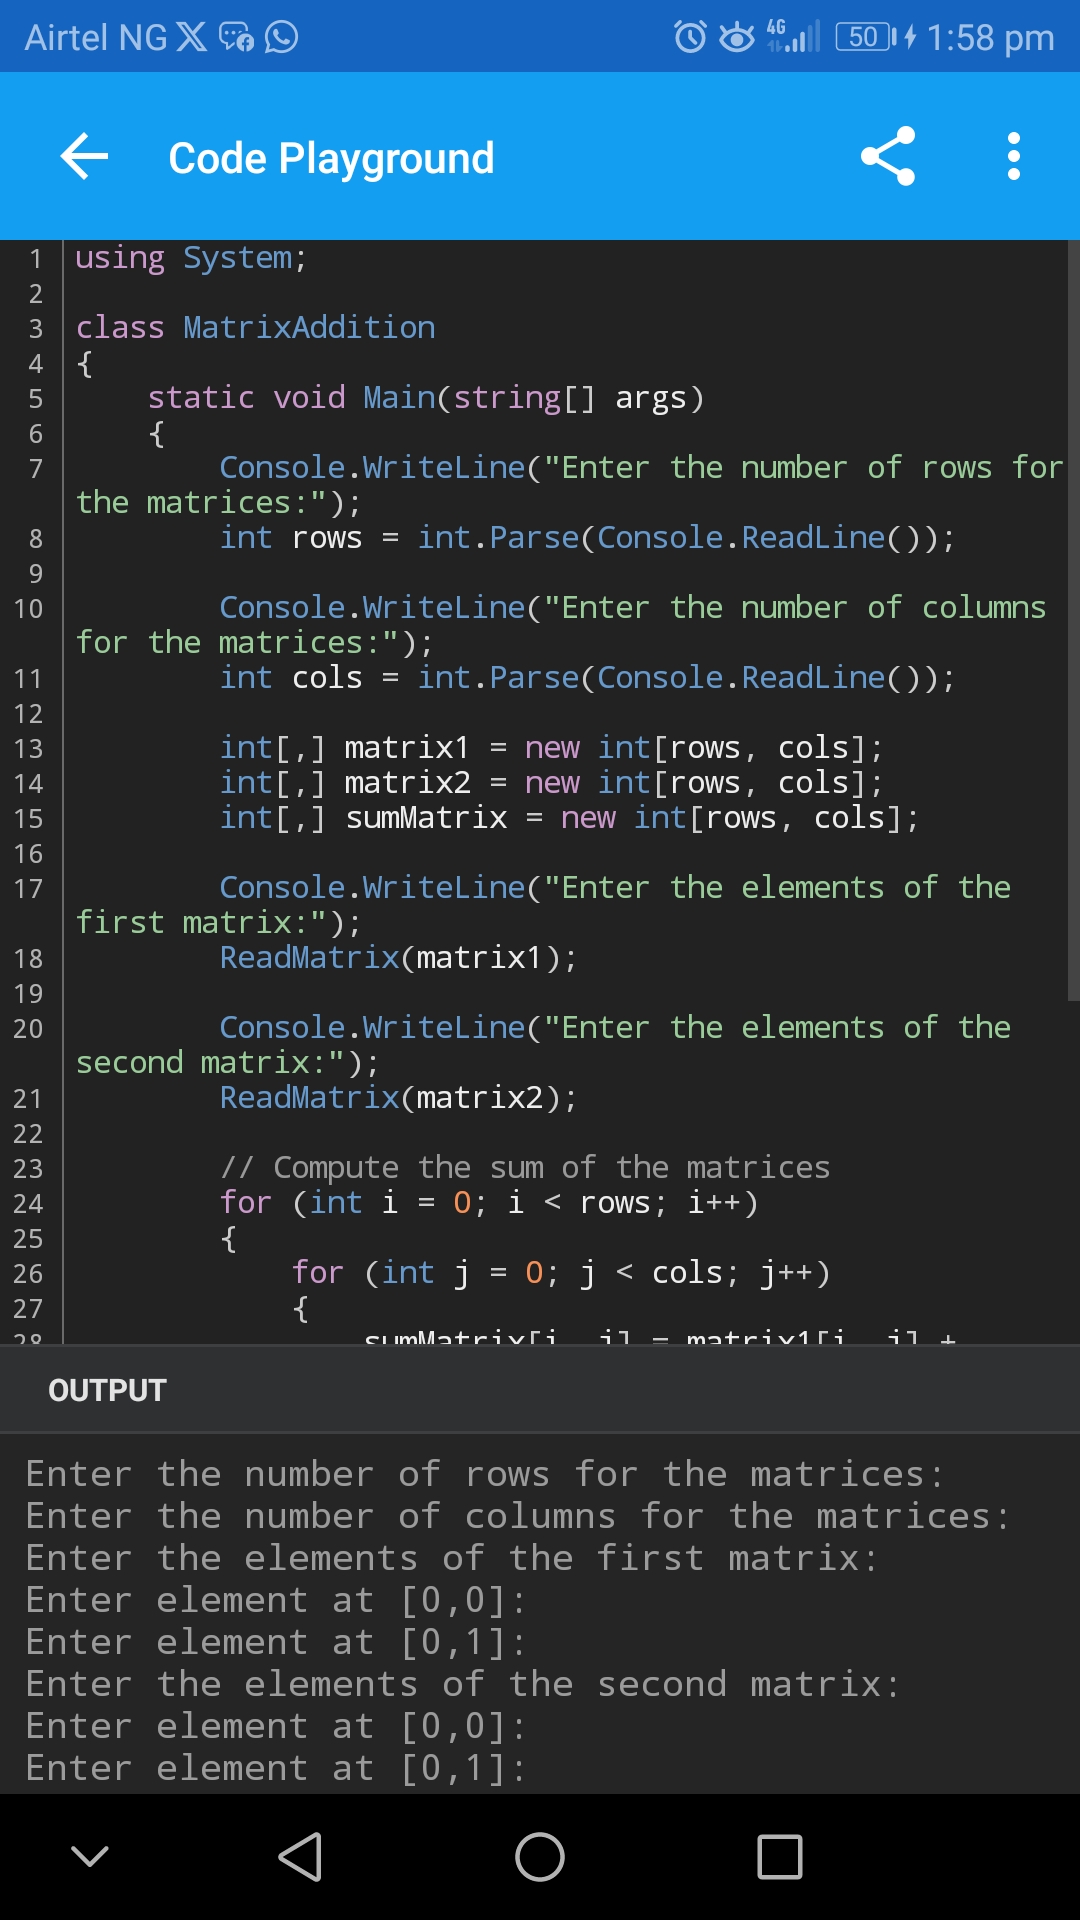 Airtel NG 4G 50 1:58 pm
Code Playground
1 using System;
2
3 class MatrixAddition
4 {
5     static void Main(string[] args)
6     {
7         Console.WriteLine("Enter the number of rows for
the matrices:");
8         int rows = int.Parse(Console.ReadLine());
9
10         Console.WriteLine("Enter the number of columns
for the matrices:");
11         int cols = int.Parse(Console.ReadLine());
12
13         int[,] matrix1 = new int[rows, cols];
14         int[,] matrix2 = new int[rows, cols];
15         int[,] sumMatrix = new int[rows, cols];
16
17         Console.WriteLine("Enter the elements of the
first matrix:");
18         ReadMatrix(matrix1);
19
20         Console.WriteLine("Enter the elements of the
second matrix:");
21         ReadMatrix(matrix2);
22
23         // Compute the sum of the matrices
24         for (int i = 0; i < rows; i++)
25         {
26             for (int j = 0; j < cols; j++)
27             {
28                 sumMatrix[i, j] = matrix1[i, j] +
OUTPUT
Enter the number of rows for the matrices:
Enter the number of columns for the matrices:
Enter the elements of the first matrix:
Enter element at [0,0]:
Enter element at [0,1]:
Enter the elements of the second matrix:
Enter element at [0,0]:
Enter element at [0,1]: